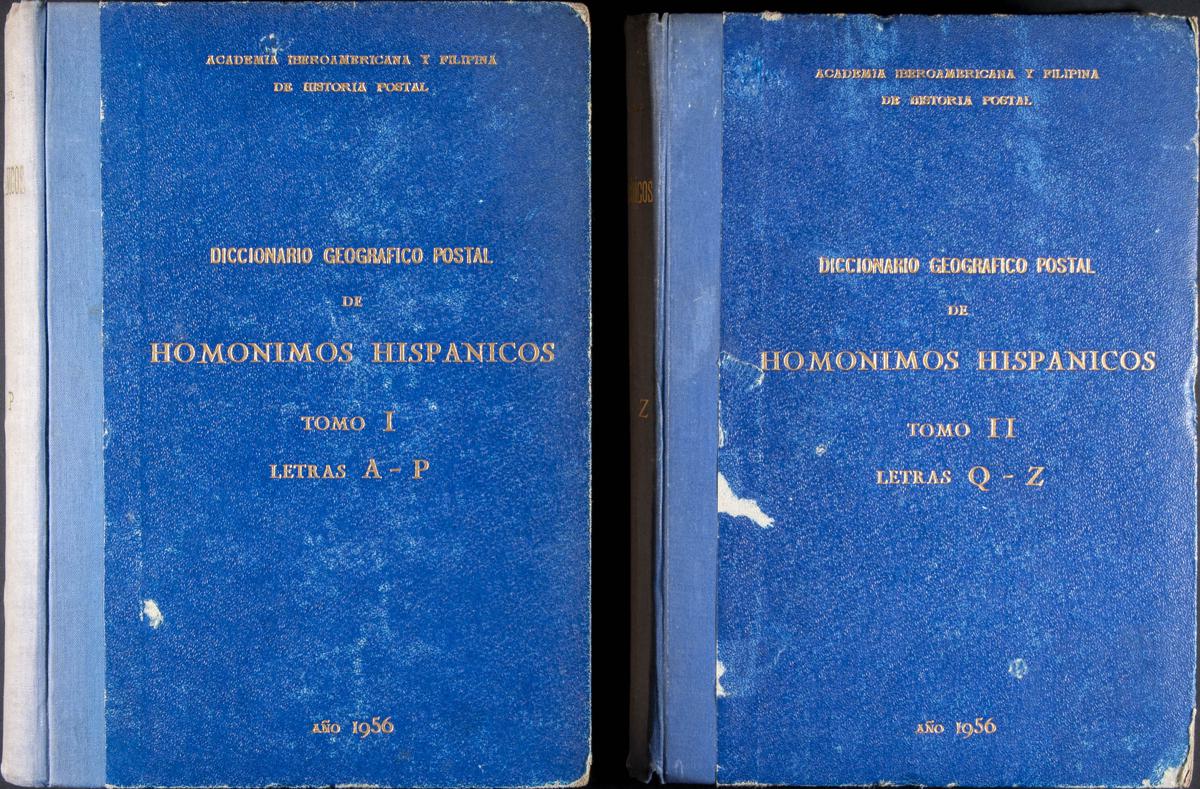 ACADEMIA IBEROAMERICANA Y FILIPINA
DE HISTORIA POSTAL
DICCIONARIO GEOGRAFICO POSTAL
DE
HOMONIMOS HISPANICOS
TOMO I
LETRAS A - P
AÑO 1956
P
ACADEMIA IBEROAMERICANA Y FILIPINA
DE HISTORIA POSTAL
DICCIONARIO GEOGRAFICO POSTAL
DE
HOMONIMOS HISPANICOS
TOMO II
LETRAS Q - Z
AÑO 1956
Z